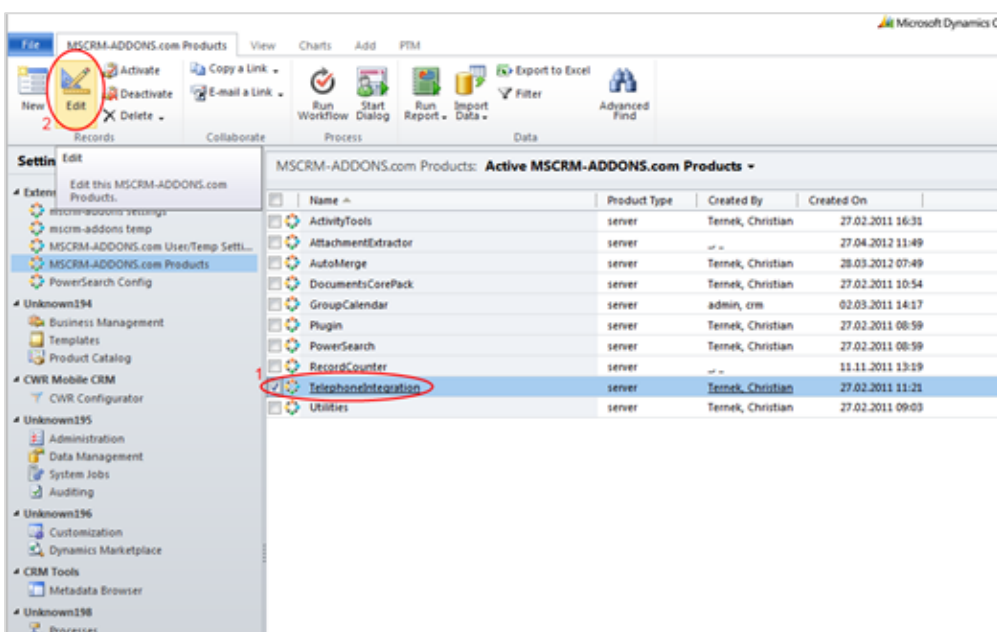 Microsoft Dynamics C
File MSCRM-ADDONS.com Products View Charts Add PTM
New
Edit
Activate
Deactivate
Delete
Copy a Link
E-mail a Link
Run Workflow
Start Dialog
Run Report
Import Data
Export to Excel
Filter
Advanced Find
2
Records Collaborate Process Data
Settin
Edit
Edit this MSCRM-ADDONS.com
Products.
MSCRM-ADDONS.com Products: Active MSCRM-ADDONS.com Products
Extens
mscrm-addons settings
mscrm-addons temp
MSCRM-ADDONS.com User/Temp Setti...
MSCRM-ADDONS.com Products
PowerSearch Config
Unknown194
Business Management
Templates
Product Catalog
CWR Mobile CRM
CWR Configurator
Unknown195
Administration
Data Management
System Jobs
Auditing
Unknown196
Customization
Dynamics Marketplace
CRM Tools
Metadata Browser
Unknown198
Processes
Name Product Type Created By Created On
ActivityTools server Ternek, Christian 27.02.2011 16:31
AttachmentExtractor server 27.04.2012 11:49
AutoMerge server Ternek, Christian 28.03.2012 07:49
DocumentsCorePack server Ternek, Christian 27.02.2011 10:54
GroupCalendar server admin, crm 02.03.2011 14:17
Plugin server Ternek, Christian 27.02.2011 08:59
PowerSearch server Ternek, Christian 27.02.2011 08:59
RecordCounter server 11.11.2011 13:19
1
TelephoneIntegration server Ternek, Christian 27.02.2011 11:21
Utilities server Ternek, Christian 27.02.2011 09:03